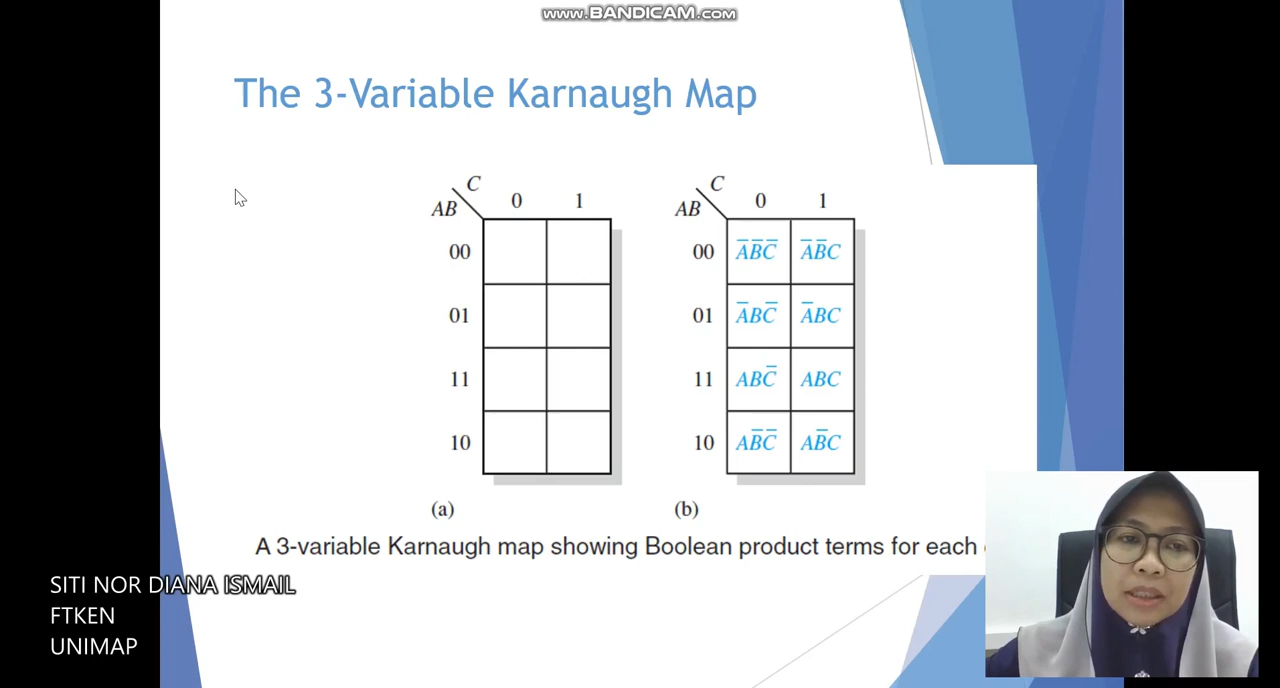 www.BANDICAM.com
The 3-Variable Karnaugh Map
C
AB 0 1
00
01
11
10
(a)
C
AB 0 1
00 A̅B̅C̅ A̅B̅C
01 A̅BC̅ A̅BC
11 ABC̅ ABC
10 AB̅C̅ AB̅C
(b)
A 3-variable Karnaugh map showing Boolean product terms for each
SITI NOR DIANA ISMAIL
FTKEN
UNIMAP